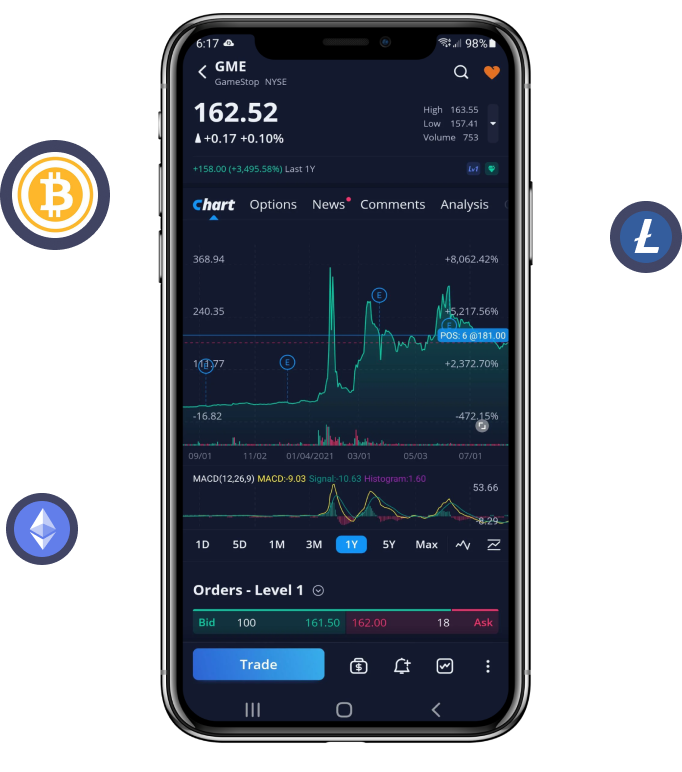 6:17 98%
GME
GameStop NYSE
162.52
+0.17 +0.10%
High 163.55
Low 157.41
Volume 753
+158.00 (+3,495.58%) Last 1Y
Lv1
Chart Options News Comments Analysis
368.94 +8,062.42%
E
240.35 +5,217.56%
E
POS: 6 @181.00
E E +2,372.70%
-16.82 -472.15%
09/01 11/02 01/04/2021 03/01 05/03 07/01
MACD(12,26,9) MACD:-9.03 Signal:-10.63 Histogram:1.60
53.66
-8.29
1D 5D 1M 3M 1Y 5Y Max
Orders - Level 1
Bid 100 161.50 162.00 18 Ask
Trade